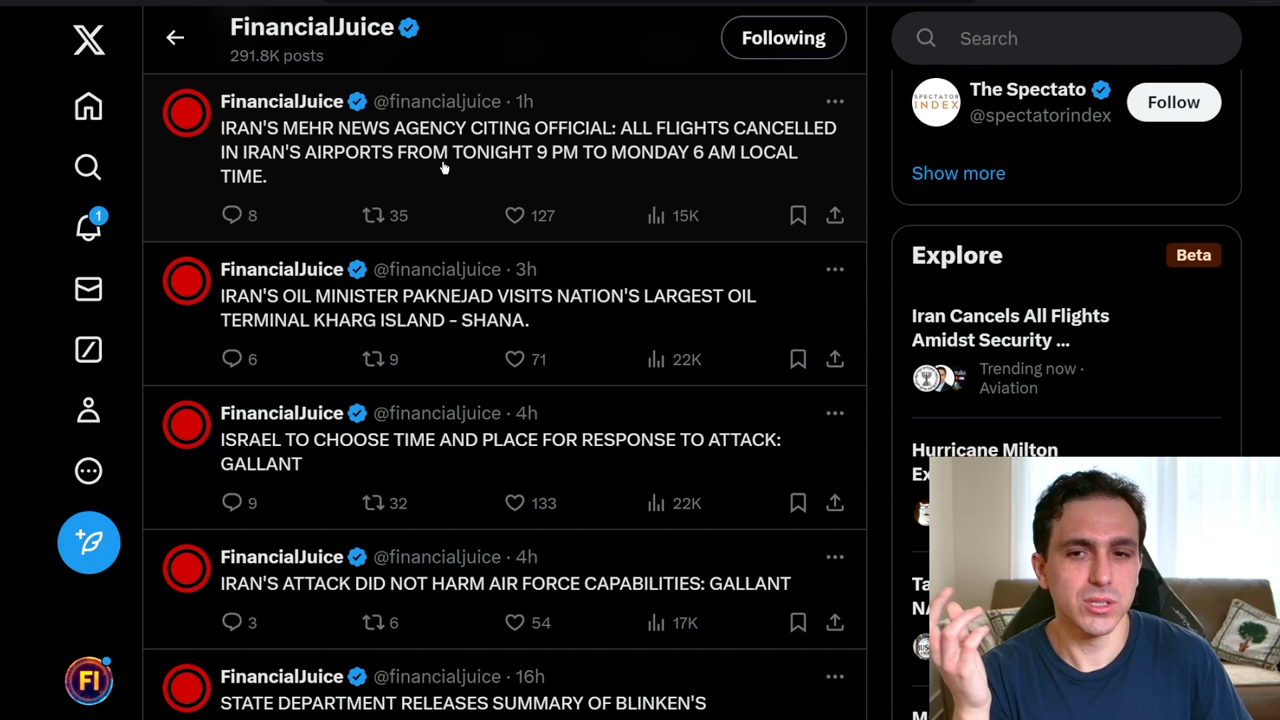 FinancialJuice
291.8K posts
Following
Search
FinancialJuice @financialjuice · 1h
IRAN'S MEHR NEWS AGENCY CITING OFFICIAL: ALL FLIGHTS CANCELLED
IN IRAN'S AIRPORTS FROM TONIGHT 9 PM TO MONDAY 6 AM LOCAL
TIME.
8 35 127 15K
FinancialJuice @financialjuice · 3h
IRAN'S OIL MINISTER PAKNEJAD VISITS NATION'S LARGEST OIL
TERMINAL KHARG ISLAND - SHANA.
6 9 71 22K
FinancialJuice @financialjuice · 4h
ISRAEL TO CHOOSE TIME AND PLACE FOR RESPONSE TO ATTACK:
GALLANT
9 32 133 22K
FinancialJuice @financialjuice · 4h
IRAN'S ATTACK DID NOT HARM AIR FORCE CAPABILITIES: GALLANT
3 6 54 17K
FinancialJuice @financialjuice · 16h
STATE DEPARTMENT RELEASES SUMMARY OF BLINKEN'S
1
FI
SPECTATOR
INDEX
The Spectato
@spectatorindex
Follow
Show more
Explore
Beta
Iran Cancels All Flights
Amidst Security ...
Trending now ·
Aviation
Hurricane Milton